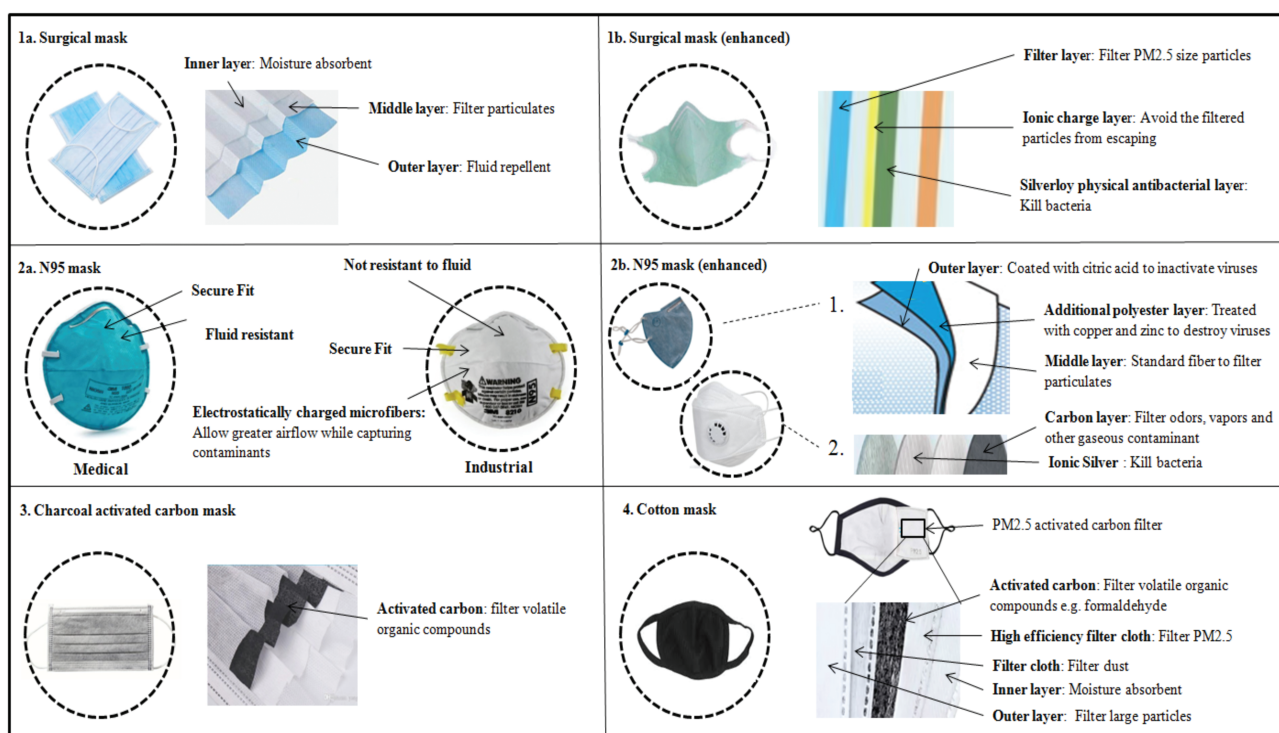 1a. Surgical mask
Inner layer: Moisture absorbent
Middle layer: Filter particulates
Outer layer: Fluid repellent
1b. Surgical mask (enhanced)
Filter layer: Filter PM2.5 size particles
Ionic charge layer: Avoid the filtered
particles from escaping
Silverloy physical antibacterial layer:
Kill bacteria
2a. N95 mask
Not resistant to fluid
Secure Fit
Fluid resistant
Secure Fit
WARNING
Electrostatically charged microfibers:
Allow greater airflow while capturing
contaminants
Medical
Industrial
2b. N95 mask (enhanced)
Outer layer: Coated with citric acid to inactivate viruses
1.
Additional polyester layer: Treated
with copper and zinc to destroy viruses
Middle layer: Standard fiber to filter
particulates
Carbon layer: Filter odors, vapors and
other gaseous contaminant
2.
Ionic Silver : Kill bacteria
3. Charcoal activated carbon mask
Activated carbon: filter volatile
organic compounds
4. Cotton mask
PM2.5 activated carbon filter
Activated carbon: Filter volatile organic
compounds e.g. formaldehyde
High efficiency filter cloth: Filter PM2.5
Filter cloth: Filter dust
Inner layer: Moisture absorbent
Outer layer: Filter large particles